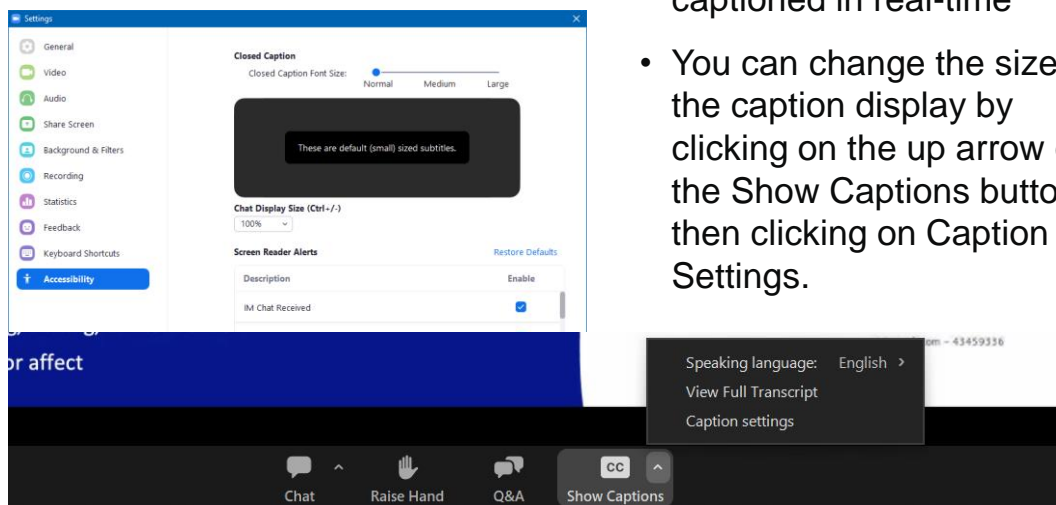 captioned in real-time
• You can change the size
the caption display by
clicking on the up arrow
the Show Captions
then clicking on Caption
Settings.
Settings
General
Video
Audio
Share Screen
Background & Filters
Recording
Statistics
Feedback
Keyboard Shortcuts
Accessibility
Closed Caption
Closed Caption Font Size:
Normal Medium Large
These are default (small) sized subtitles.
Chat Display Size (Ctrl+/-)
100%
Screen Reader Alerts Restore Defaults
Description Enable
IM Chat Received
or affect
43459336
Speaking language: English >
View Full Transcript
Caption settings
Chat Raise Hand Q&A CC Show Captions